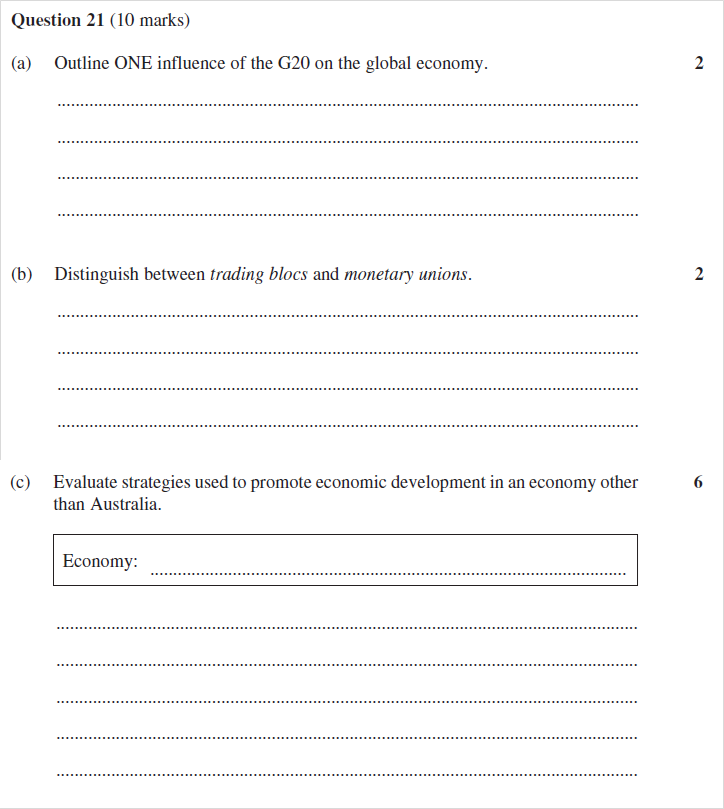 Question 21 (10 marks)
(a) Outline ONE influence of the G20 on the global economy. 2
(b) Distinguish between trading blocs and monetary unions. 2
(c) Evaluate strategies used to promote economic development in an economy other 6
than Australia.
Economy: